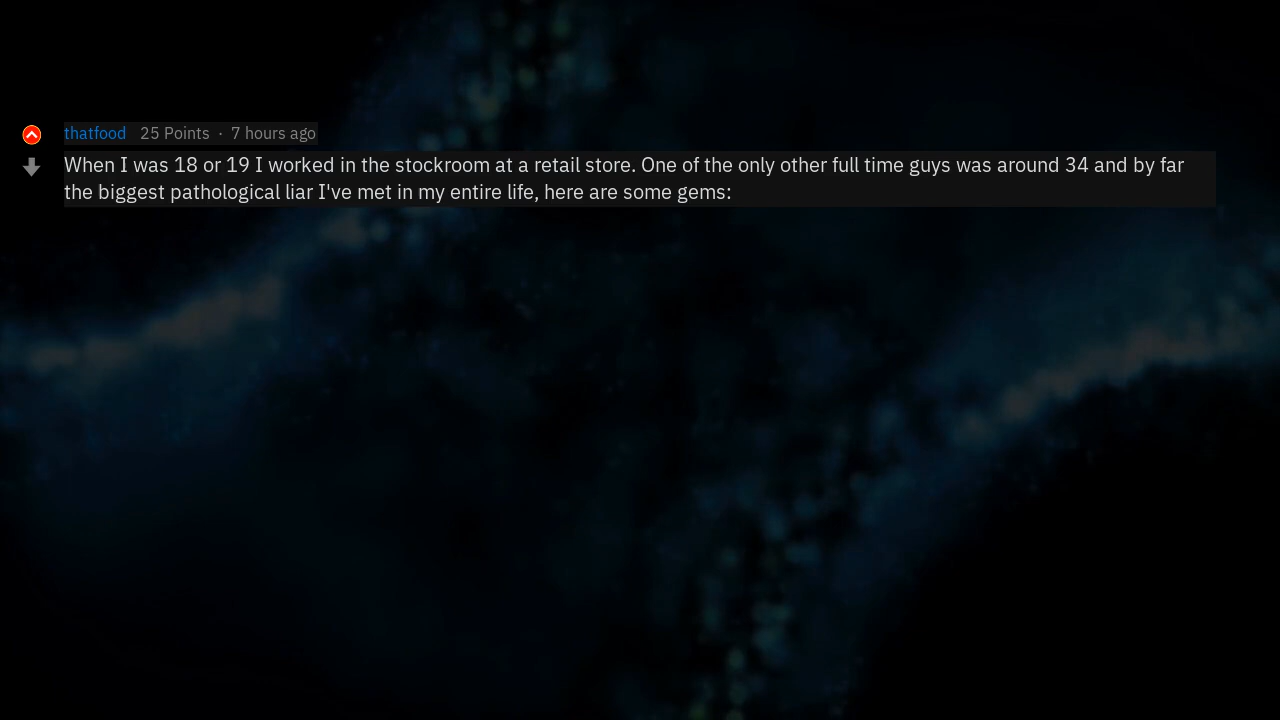 thatfood 25 Points · 7 hours ago
When I was 18 or 19 I worked in the stockroom at a retail store. One of the only other full time guys was around 34 and by far
the biggest pathological liar I've met in my entire life, here are some gems: